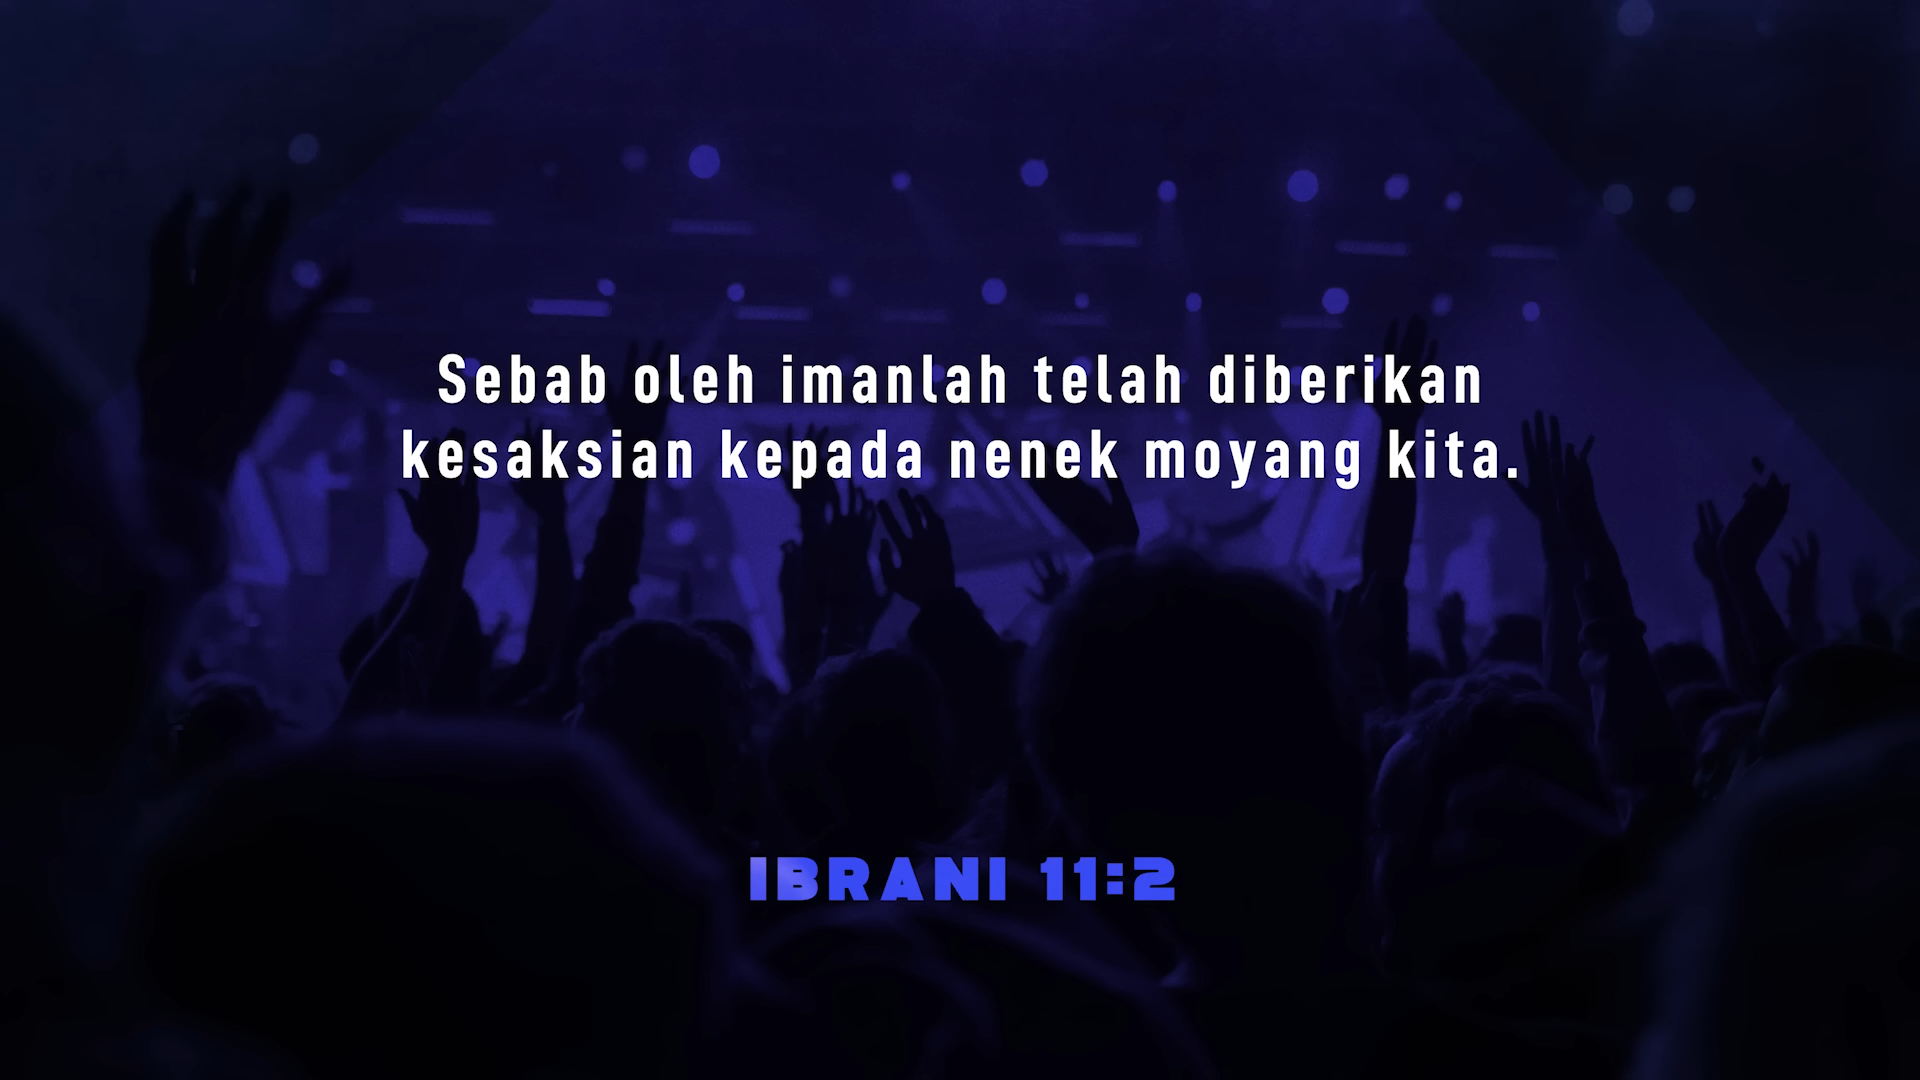 Sebab oleh imanlah telah diberikan
kesaksian kepada nenek moyang kita.
IBRANI 11:2